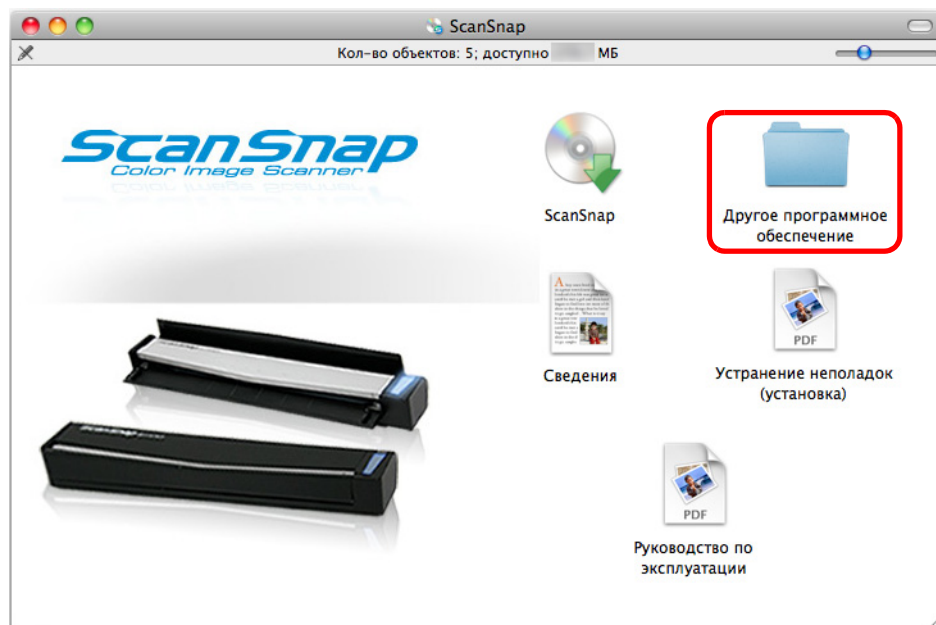 ScanSnap
Кол-во объектов: 5; доступно МБ
ScanSnap
Color Image Scanner
ScanSnap
Другое программное
обеспечение
Сведения
PDF
Устранение неполадок
(установка)
PDF
Руководство по
эксплуатации